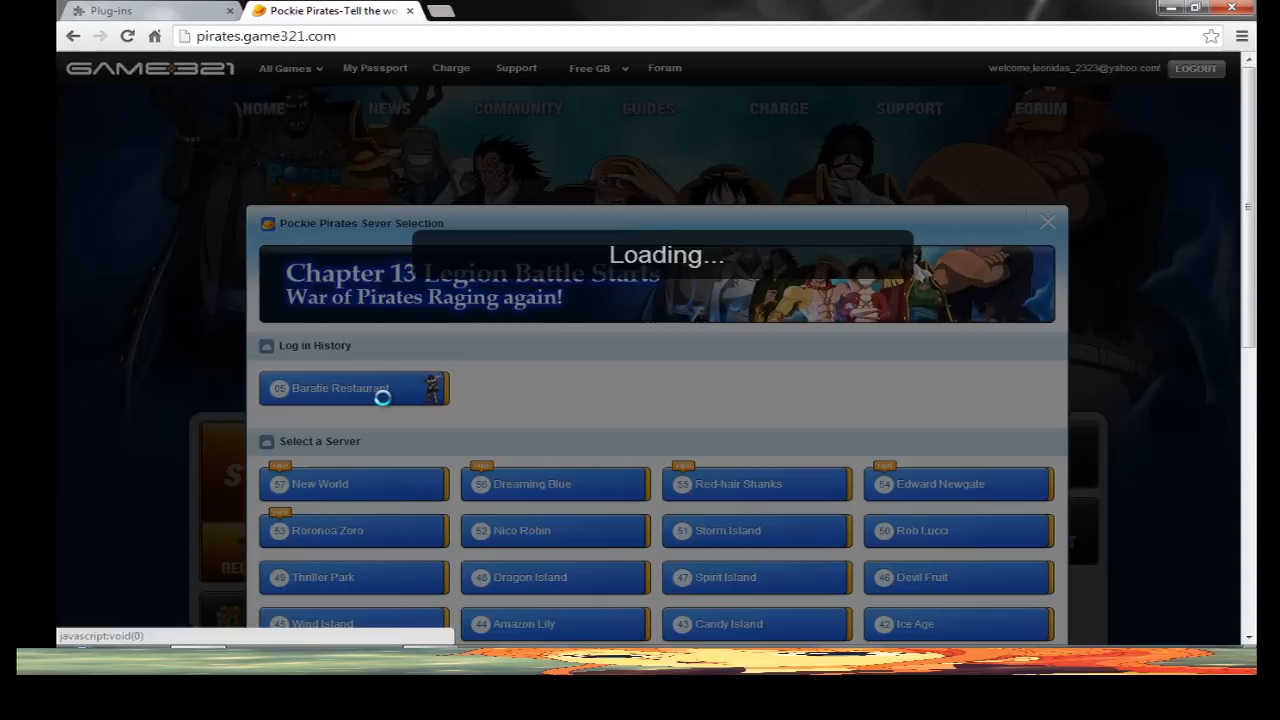 Plug-ins
Pockie Pirates-Tell the wo
pirates.game321.com
GAME321
All Games
My Passport
Charge
Support
Free GB
Forum
welcome,leonidas_2323@yahoo.com!
LOGOUT
HOME
NEWS
COMMUNITY
GUIDES
CHARGE
SUPPORT
FORUM
POCKIE
Pockie Pirates Sever Selection
Loading...
Chapter 13 Legion Battle Starts
War of Pirates Raging again!
Log in History
05 Baratie Restaurant
Select a Server
57 New World
56 Dreaming Blue
55 Red-hair Shanks
54 Edward Newgate
53 Roronoa Zoro
52 Nico Robin
51 Storm Island
50 Rob Lucci
49 Thriller Park
48 Dragon Island
47 Spirit Island
46 Devil Fruit
45 Wind Island
44 Amazon Lily
43 Candy Island
42 Ice Age
javascript:void(0)